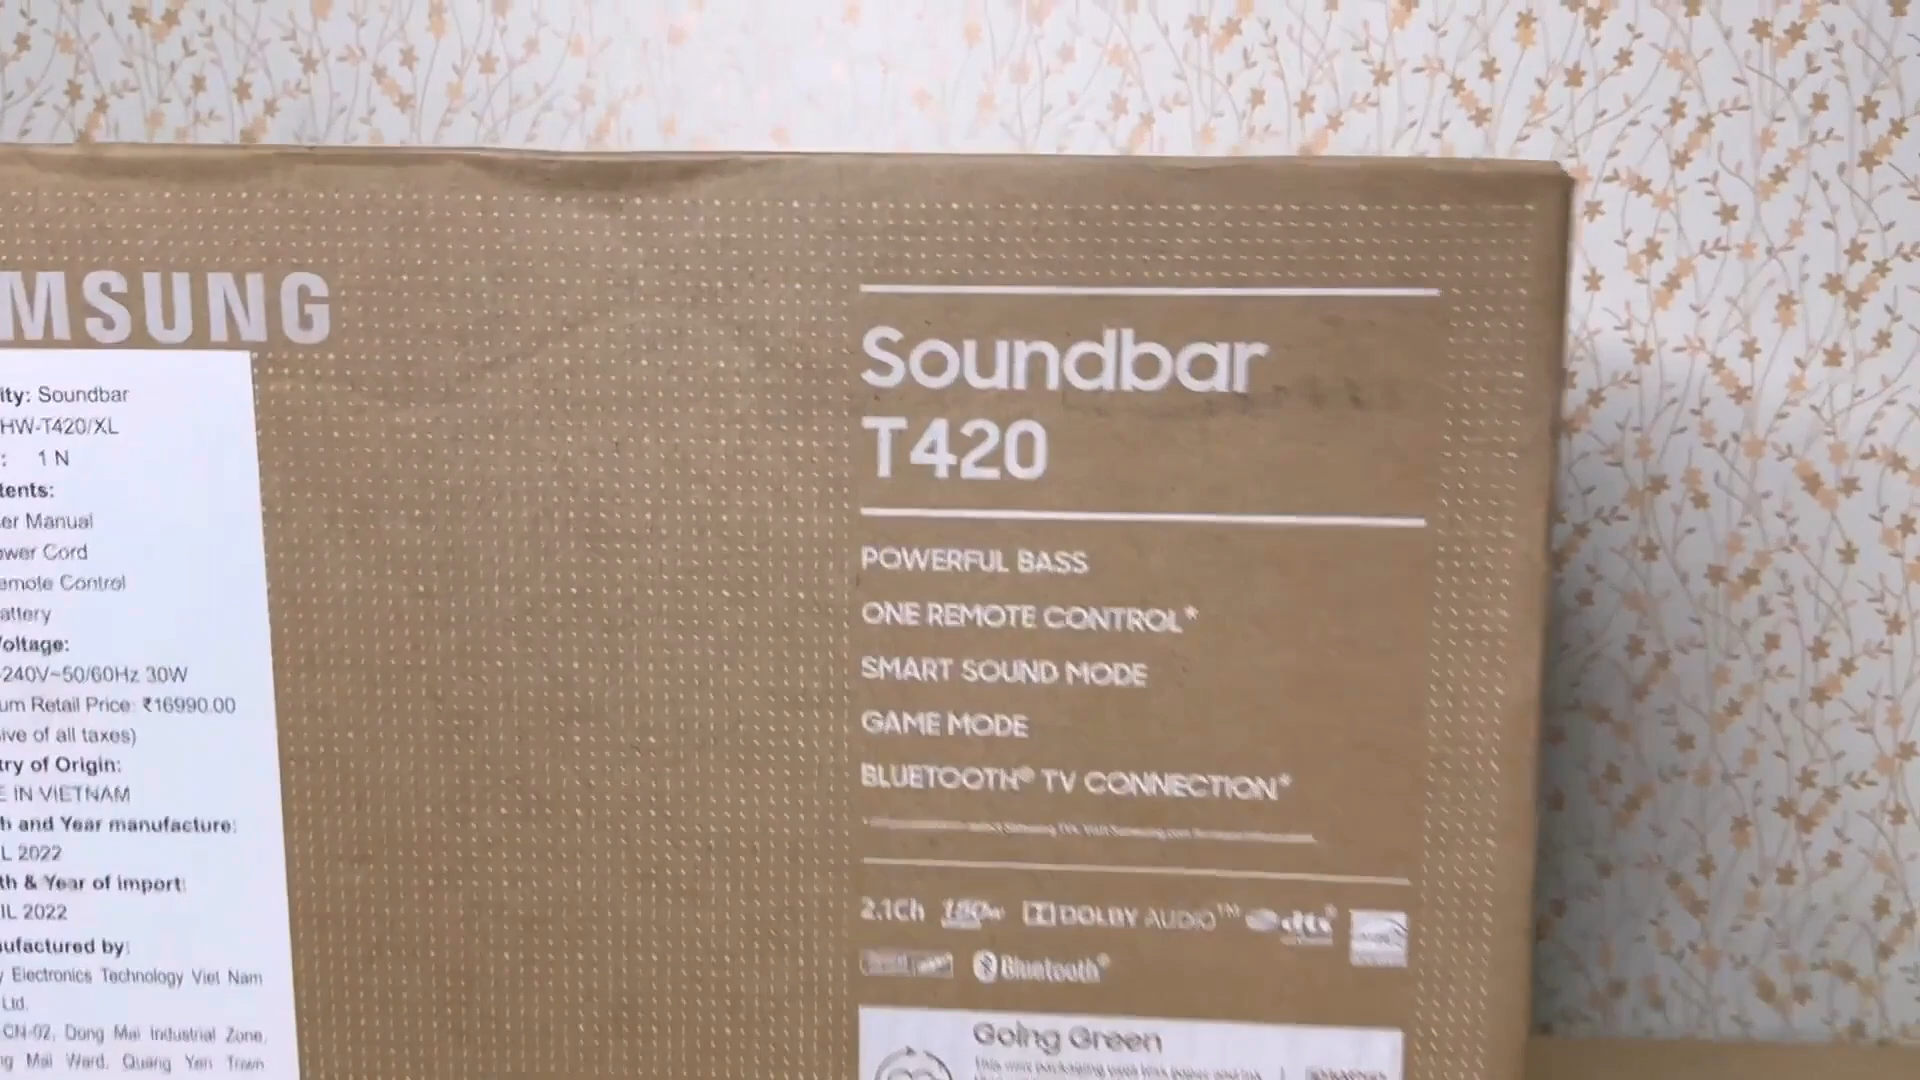 MSUNG
ity: Soundbar
HW-T420/XL
: 1 N
tents:
er Manual
ower Cord
emote Control
attery
Voltage:
-240V~50/60Hz 30W
um Retail Price: ₹16990.00
ive of all taxes)
try of Origin:
E IN VIETNAM
h and Year manufacture:
L 2022
th & Year of import:
IL 2022
nufactured by:
y Electronics Technology Viet Nam
Ltd.
CN-02, Dong Mai Industrial Zone,
ng Mai Ward, Quang Yen Town
Soundbar
T420
POWERFUL BASS
ONE REMOTE CONTROL*
SMART SOUND MODE
GAME MODE
BLUETOOTH® TV CONNECTION*
2.1Ch DOLBY AUDIO™ dts
Bluetooth®
Going Green